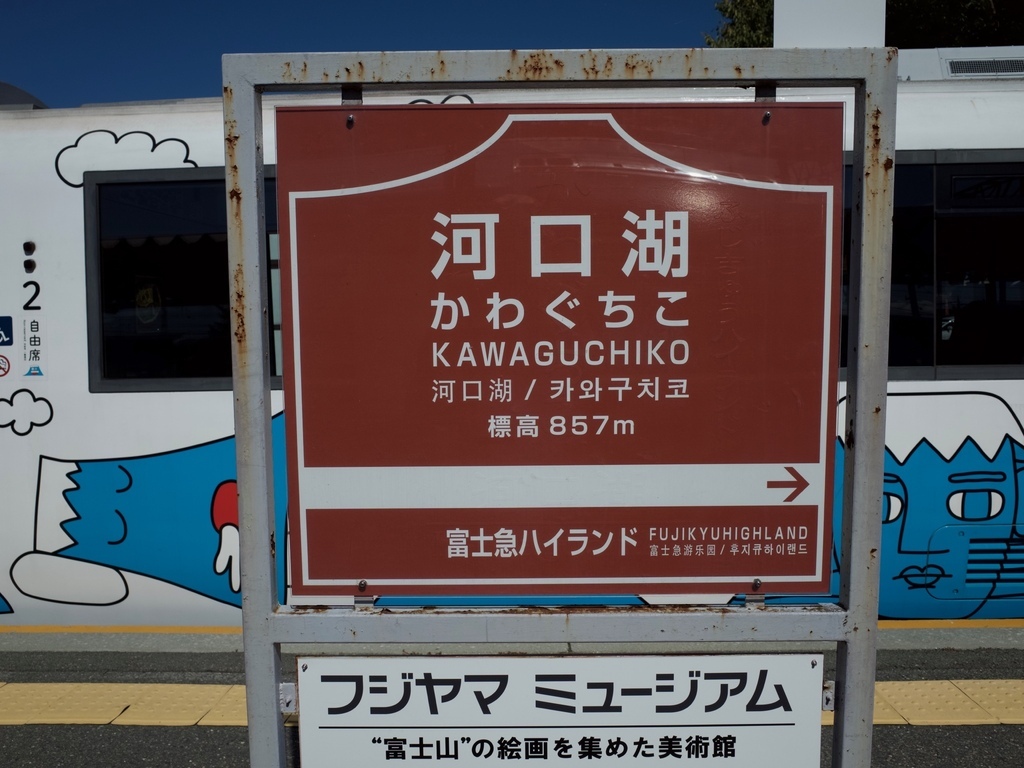 2
自由席
河口湖
かわぐちこ
KAWAGUCHIKO
河口湖 / 카와구치코
標高 857m
→
富士急ハイランド FUJIKYUHIGHLAND
富士急游乐园 / 후지큐하이랜드
フジヤマ ミュージアム
“富士山”の絵画を集めた美術館